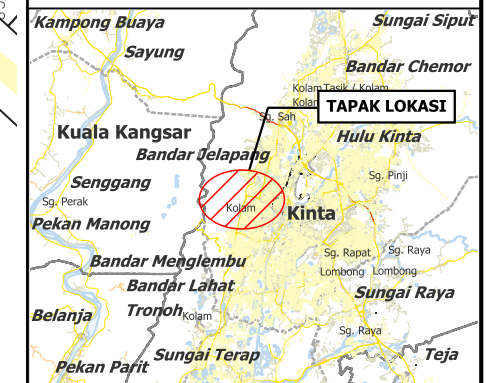 Kampong Buaya
Sungai Siput
Sayung
Bandar Chemor
Kolam Tasik / Kolam
Kolam
TAPAK LOKASI
Sg. Sah
Kuala Kangsar
Hulu Kinta
Bandar Jelapang
Senggang
Sg. Pinji
Sg. Perak
Kolam
Kinta
Pekan Manong
Sg. Rapat
Sg. Raya
Bandar Menglembu
Lombong
Lombong
Bandar Lahat
Sungai Raya
Belanja
Tronoh
Kolam
Sg. Raya
Sungai Terap
Teja
Pekan Parit